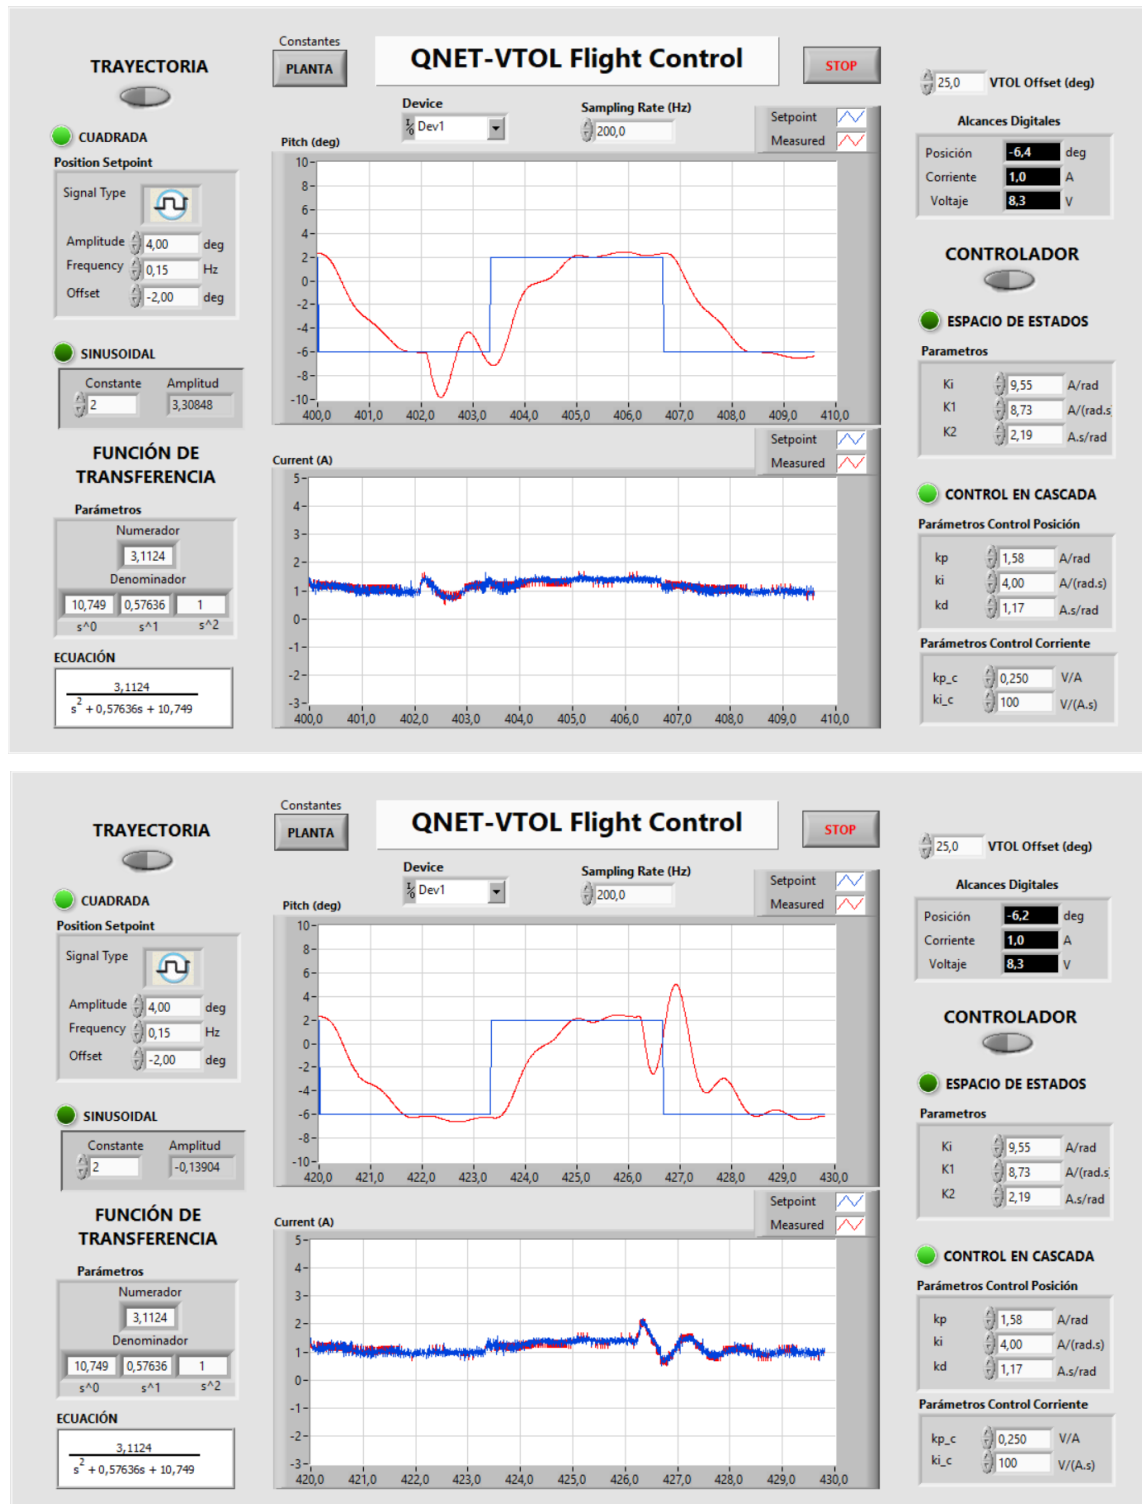 Constantes
PLANTA
QNET-VTOL Flight Control
STOP
TRAYECTORIA
CUADRADA
Position Setpoint
Signal Type
Amplitude 4,00 deg
Frequency 0,15 Hz
Offset -2,00 deg
SINUSOIDAL
Constante Amplitud
2 3,30848
FUNCIÓN DE
TRANSFERENCIA
Parámetros
Numerador
3,1124
Denominador
10,749 0,57636 1
s^0 s^1 s^2
ECUACIÓN
3,1124
s^2 + 0,57636s + 10,749
Device
Dev1
Sampling Rate (Hz)
200,0
Setpoint
Measured
Pitch (deg)
10
8
6
4
2
0
-2
-4
-6
-8
-10
400,0 401,0 402,0 403,0 404,0 405,0 406,0 407,0 408,0 409,0 410,0
Setpoint
Measured
Current (A)
5
4
3
2
1
0
-1
-2
-3
400,0 401,0 402,0 403,0 404,0 405,0 406,0 407,0 408,0 409,0 410,0
25,0 VTOL Offset (deg)
Alcances Digitales
Posición -6,4 deg
Corriente 1,0 A
Voltaje 8,3 V
CONTROLADOR
ESPACIO DE ESTADOS
Parametros
Ki 9,55 A/rad
K1 8,73 A/(rad.s
K2 2,19 A.s/rad
CONTROL EN CASCADA
Parámetros Control Posición
kp 1,58 A/rad
ki 4,00 A/(rad.s)
kd 1,17 A.s/rad
Parámetros Control Corriente
kp_c 0,250 V/A
ki_c 100 V/(A.s)
Constantes
PLANTA
QNET-VTOL Flight Control
STOP
TRAYECTORIA
CUADRADA
Position Setpoint
Signal Type
Amplitude 4,00 deg
Frequency 0,15 Hz
Offset -2,00 deg
SINUSOIDAL
Constante Amplitud
2 -0,13904
FUNCIÓN DE
TRANSFERENCIA
Parámetros
Numerador
3,1124
Denominador
10,749 0,57636 1
s^0 s^1 s^2
ECUACIÓN
3,1124
s^2 + 0,57636s + 10,749
Device
Dev1
Sampling Rate (Hz)
200,0
Setpoint
Measured
Pitch (deg)
10
8
6
4
2
0
-2
-4
-6
-8
-10
420,0 421,0 422,0 423,0 424,0 425,0 426,0 427,0 428,0 429,0 430,0
Setpoint
Measured
Current (A)
5
4
3
2
1
0
-1
-2
-3
420,0 421,0 422,0 423,0 424,0 425,0 426,0 427,0 428,0 429,0 430,0
25,0 VTOL Offset (deg)
Alcances Digitales
Posición -6,2 deg
Corriente 1,0 A
Voltaje 8,3 V
CONTROLADOR
ESPACIO DE ESTADOS
Parametros
Ki 9,55 A/rad
K1 8,73 A/(rad.s
K2 2,19 A.s/rad
CONTROL EN CASCADA
Parámetros Control Posición
kp 1,58 A/rad
ki 4,00 A/(rad.s)
kd 1,17 A.s/rad
Parámetros Control Corriente
kp_c 0,250 V/A
ki_c 100 V/(A.s)